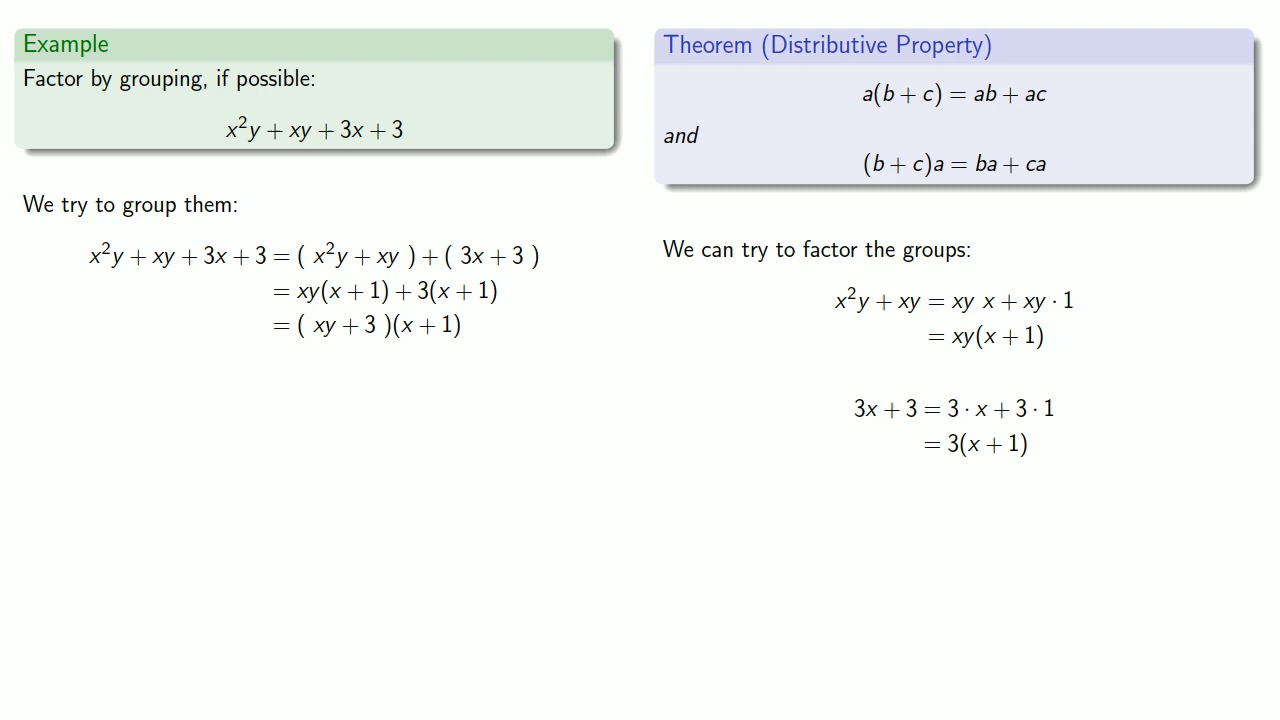 Example
Factor by grouping, if possible:
x²y + xy + 3x + 3
We try to group them:
x²y + xy + 3x + 3 = ( x²y + xy ) + ( 3x + 3 )
= xy(x + 1) + 3(x + 1)
= ( xy + 3 )(x + 1)
Theorem (Distributive Property)
a(b + c) = ab + ac
and
(b + c)a = ba + ca
We can try to factor the groups:
x²y + xy = xy x + xy · 1
= xy(x + 1)
3x + 3 = 3 · x + 3 · 1
= 3(x + 1)